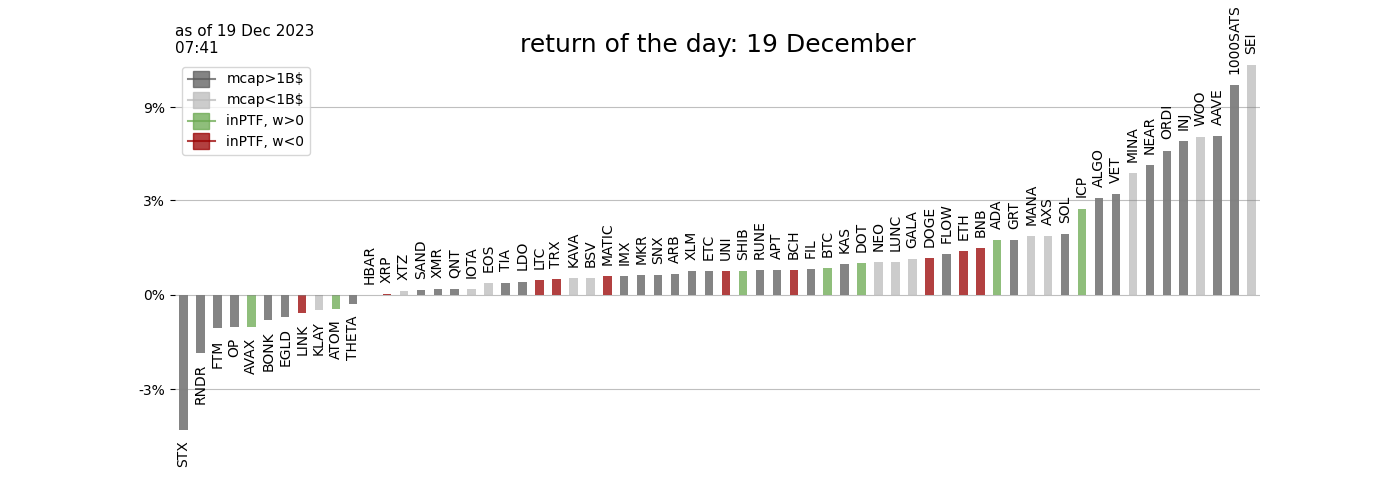 as of 19 Dec 2023
07:41
return of the day: 19 December
mcap>1B$
mcap<1B$
inPTF, w>0
inPTF, w<0
9%
3%
0%
-3%
STX
RNDR
FTM
OP
AVAX
BONK
EGLD
LINK
KLAY
ATOM
THETA
HBAR
XRP
XTZ
SAND
XMR
QNT
IOTA
EOS
TIA
LDO
LTC
TRX
KAVA
BSV
MATIC
IMX
MKR
SNX
ARB
XLM
ETC
UNI
SHIB
RUNE
APT
BCH
FIL
BTC
KAS
DOT
NEO
LUNC
GALA
DOGE
FLOW
ETH
BNB
ADA
GRT
MANA
AXS
SOL
ICP
ALGO
VET
MINA
NEAR
ORDI
INJ
WOO
AAVE
1000SATS
SEI